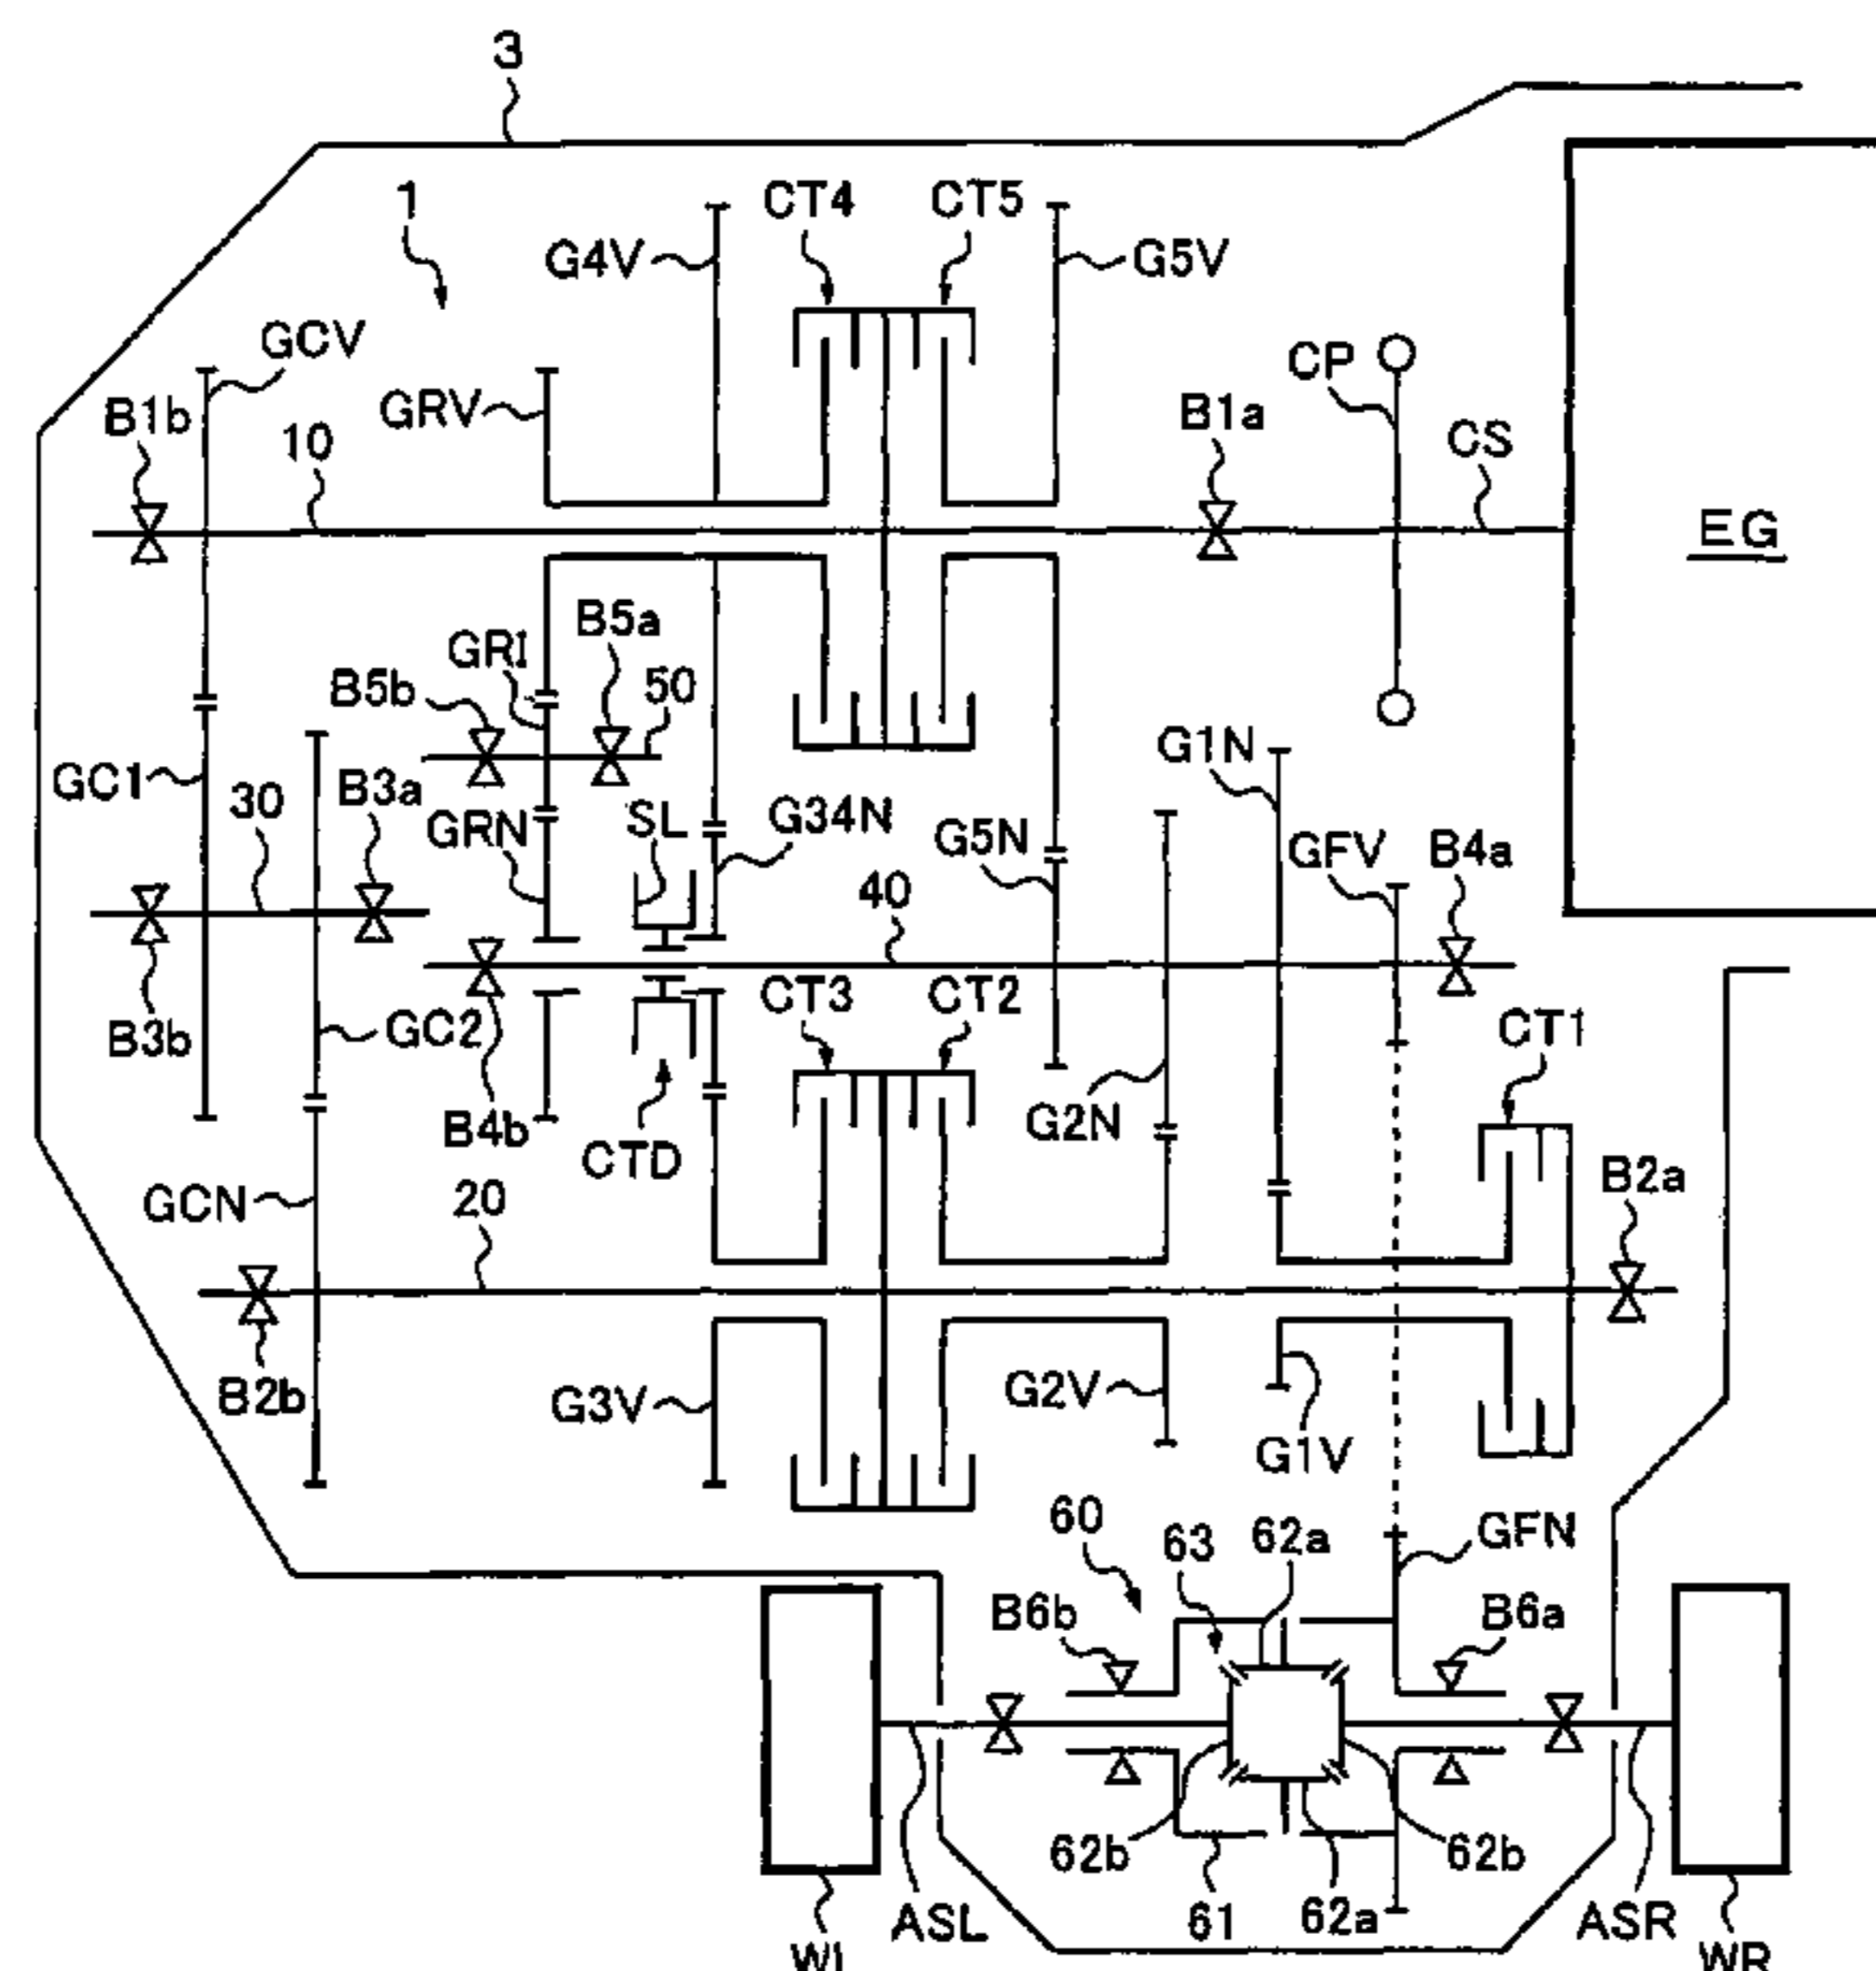 3
1
CT4
CT5
G4V
G5V
GCV
CP
GRV
B1b
B1a
10
CS
EG
B5a
GRI
B5b
50
G1N
GC1
30
B3a
SL
G34N
GRN
G5N
GFV
B4a
40
CT3
CT2
GC2
CT1
B3b
G2N
B4b
CTD
GCN
20
B2a
B2b
G3V
G2V
G1V
60
63
62a
GFN
B6b
B6a
62b
62b
ASL
61
62a
ASR
WR